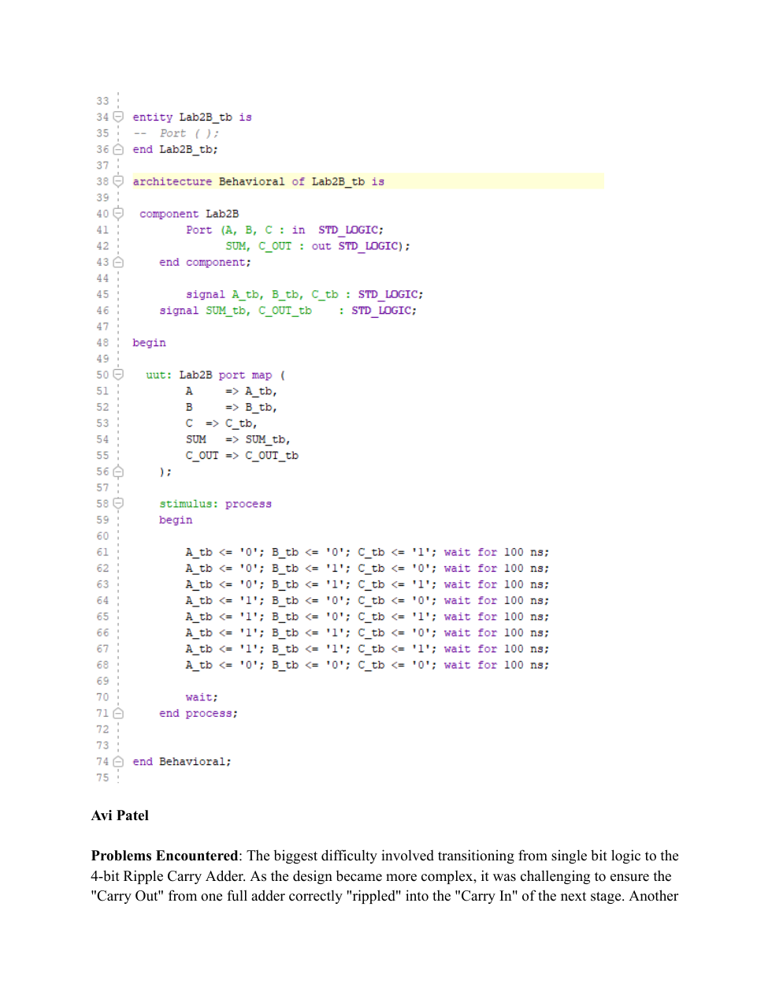 33
34 entity Lab2B_tb is
35 -- Port ( );
36 end Lab2B_tb;
37
38 architecture Behavioral of Lab2B_tb is
39
40 component Lab2B
41 Port (A, B, C : in STD_LOGIC;
42 SUM, C_OUT : out STD_LOGIC);
43 end component;
44
45 signal A_tb, B_tb, C_tb : STD_LOGIC;
46 signal SUM_tb, C_OUT_tb : STD_LOGIC;
47
48 begin
49
50 uut: Lab2B port map (
51 A => A_tb,
52 B => B_tb,
53 C => C_tb,
54 SUM => SUM_tb,
55 C_OUT => C_OUT_tb
56 );
57
58 stimulus: process
59 begin
60
61 A_tb <= '0'; B_tb <= '0'; C_tb <= '1'; wait for 100 ns;
62 A_tb <= '0'; B_tb <= '1'; C_tb <= '0'; wait for 100 ns;
63 A_tb <= '0'; B_tb <= '1'; C_tb <= '1'; wait for 100 ns;
64 A_tb <= '1'; B_tb <= '0'; C_tb <= '0'; wait for 100 ns;
65 A_tb <= '1'; B_tb <= '0'; C_tb <= '1'; wait for 100 ns;
66 A_tb <= '1'; B_tb <= '1'; C_tb <= '0'; wait for 100 ns;
67 A_tb <= '1'; B_tb <= '1'; C_tb <= '1'; wait for 100 ns;
68 A_tb <= '0'; B_tb <= '0'; C_tb <= '0'; wait for 100 ns;
69
70 wait;
71 end process;
72
73
74 end Behavioral;
75
Avi Patel
Problems Encountered: The biggest difficulty involved transitioning from single bit logic to the
4-bit Ripple Carry Adder. As the design became more complex, it was challenging to ensure the
"Carry Out" from one full adder correctly "rippled" into the "Carry In" of the next stage. Another